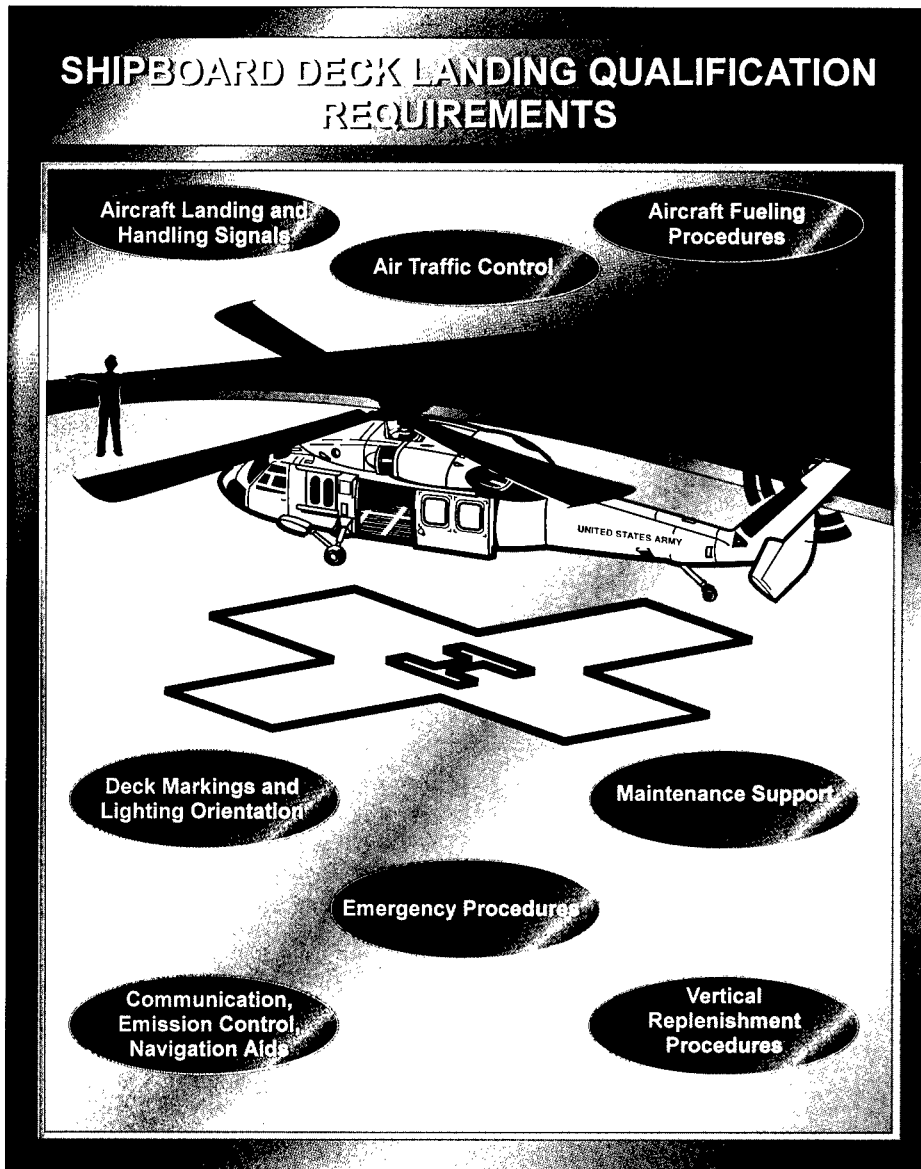 SHIPBOARD DECK LANDING QUALIFICATION
REQUIREMENTS
Aircraft Landing and
Handling Signals
Air Traffic Control
Aircraft Fueling
Procedures
UNITED STATES ARMY
H
Deck Markings and
Lighting Orientation
Maintenance Support
Emergency Procedures
Communication,
Emission Control,
Navigation Aids
Vertical
Replenishment
Procedures